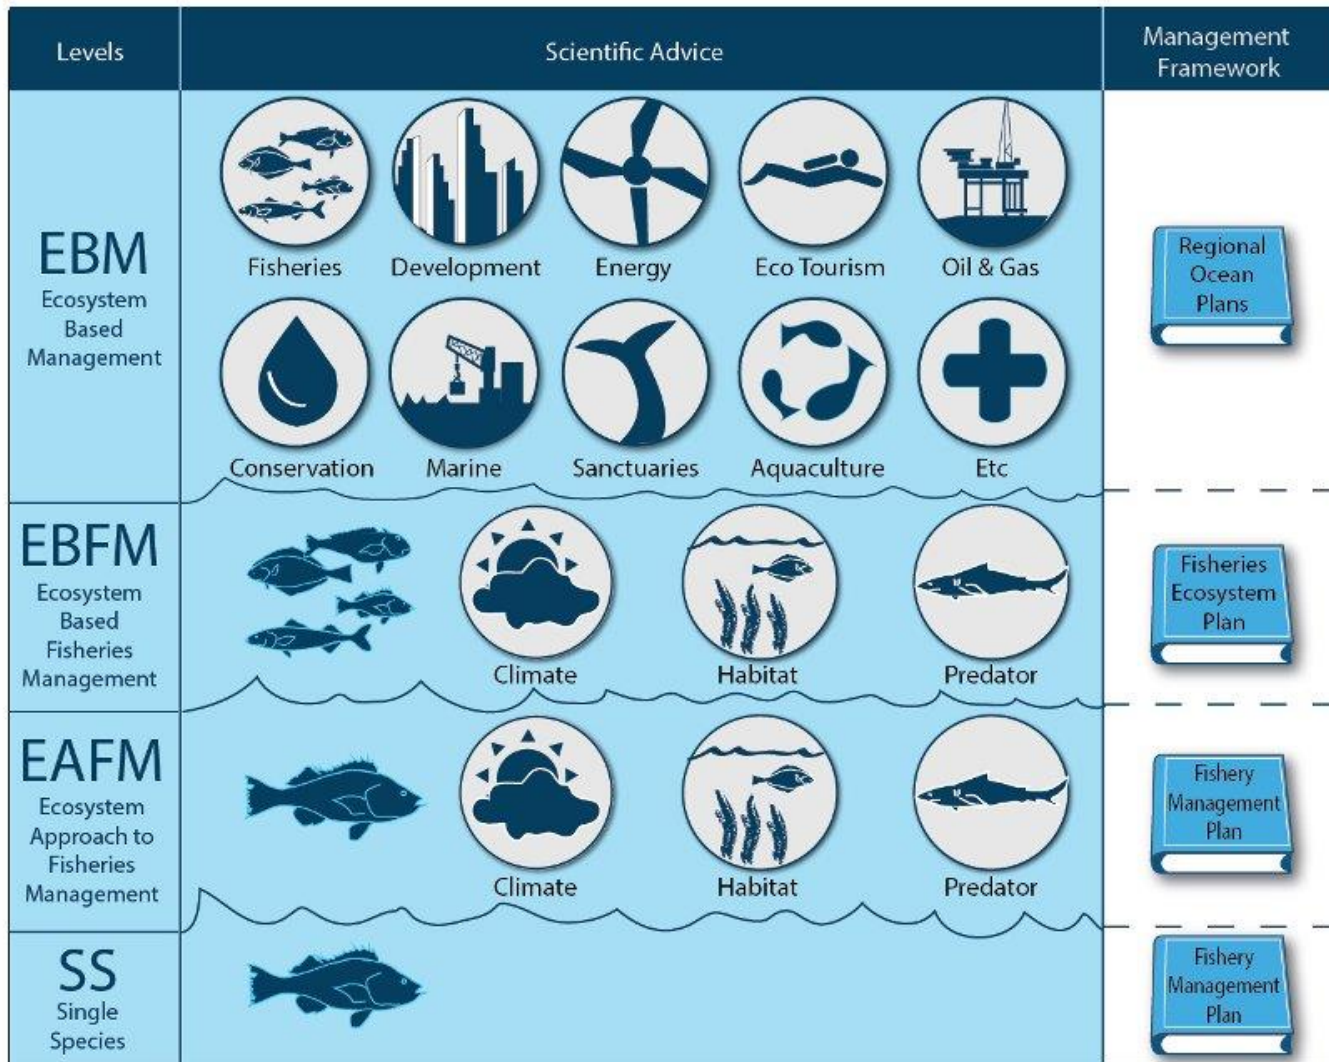 Levels
Scientific Advice
Management
Framework
EBM
Ecosystem
Based
Management
Fisheries
Development
Energy
Eco Tourism
Oil & Gas
Conservation
Marine
Sanctuaries
Aquaculture
Etc
Regional
Ocean
Plans
EBFM
Ecosystem
Based
Fisheries
Management
Climate
Habitat
Predator
Fisheries
Ecosystem
Plan
EAFM
Ecosystem
Approach to
Fisheries
Management
Climate
Habitat
Predator
Fishery
Management
Plan
SS
Single
Species
Fishery
Management
Plan